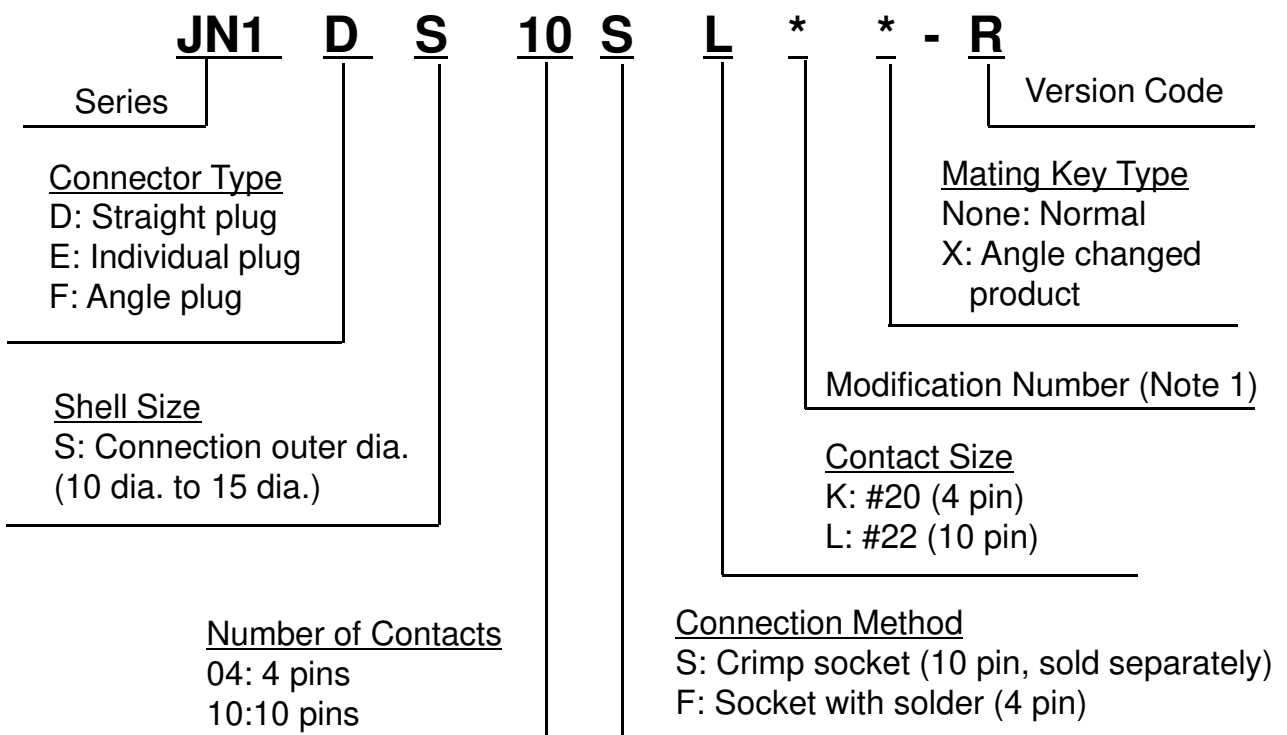 JN1 D S 10 S L * * - R
Series
Version Code
Connector Type
D: Straight plug
E: Individual plug
F: Angle plug
Mating Key Type
None: Normal
X: Angle changed
product
Shell Size
S: Connection outer dia.
(10 dia. to 15 dia.)
Modification Number (Note 1)
Contact Size
K: #20 (4 pin)
L: #22 (10 pin)
Number of Contacts
04: 4 pins
10:10 pins
Connection Method
S: Crimp socket (10 pin, sold separately)
F: Socket with solder (4 pin)